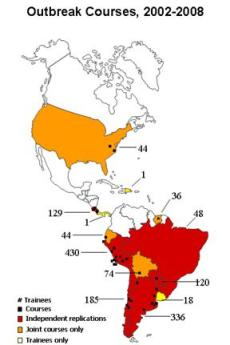 Outbreak Courses, 2002-2008
44
1
36
129
48
1
44
430
74
120
185
18
336
# Trainees
Courses
Independent replications
Joint courses only
Trainees only